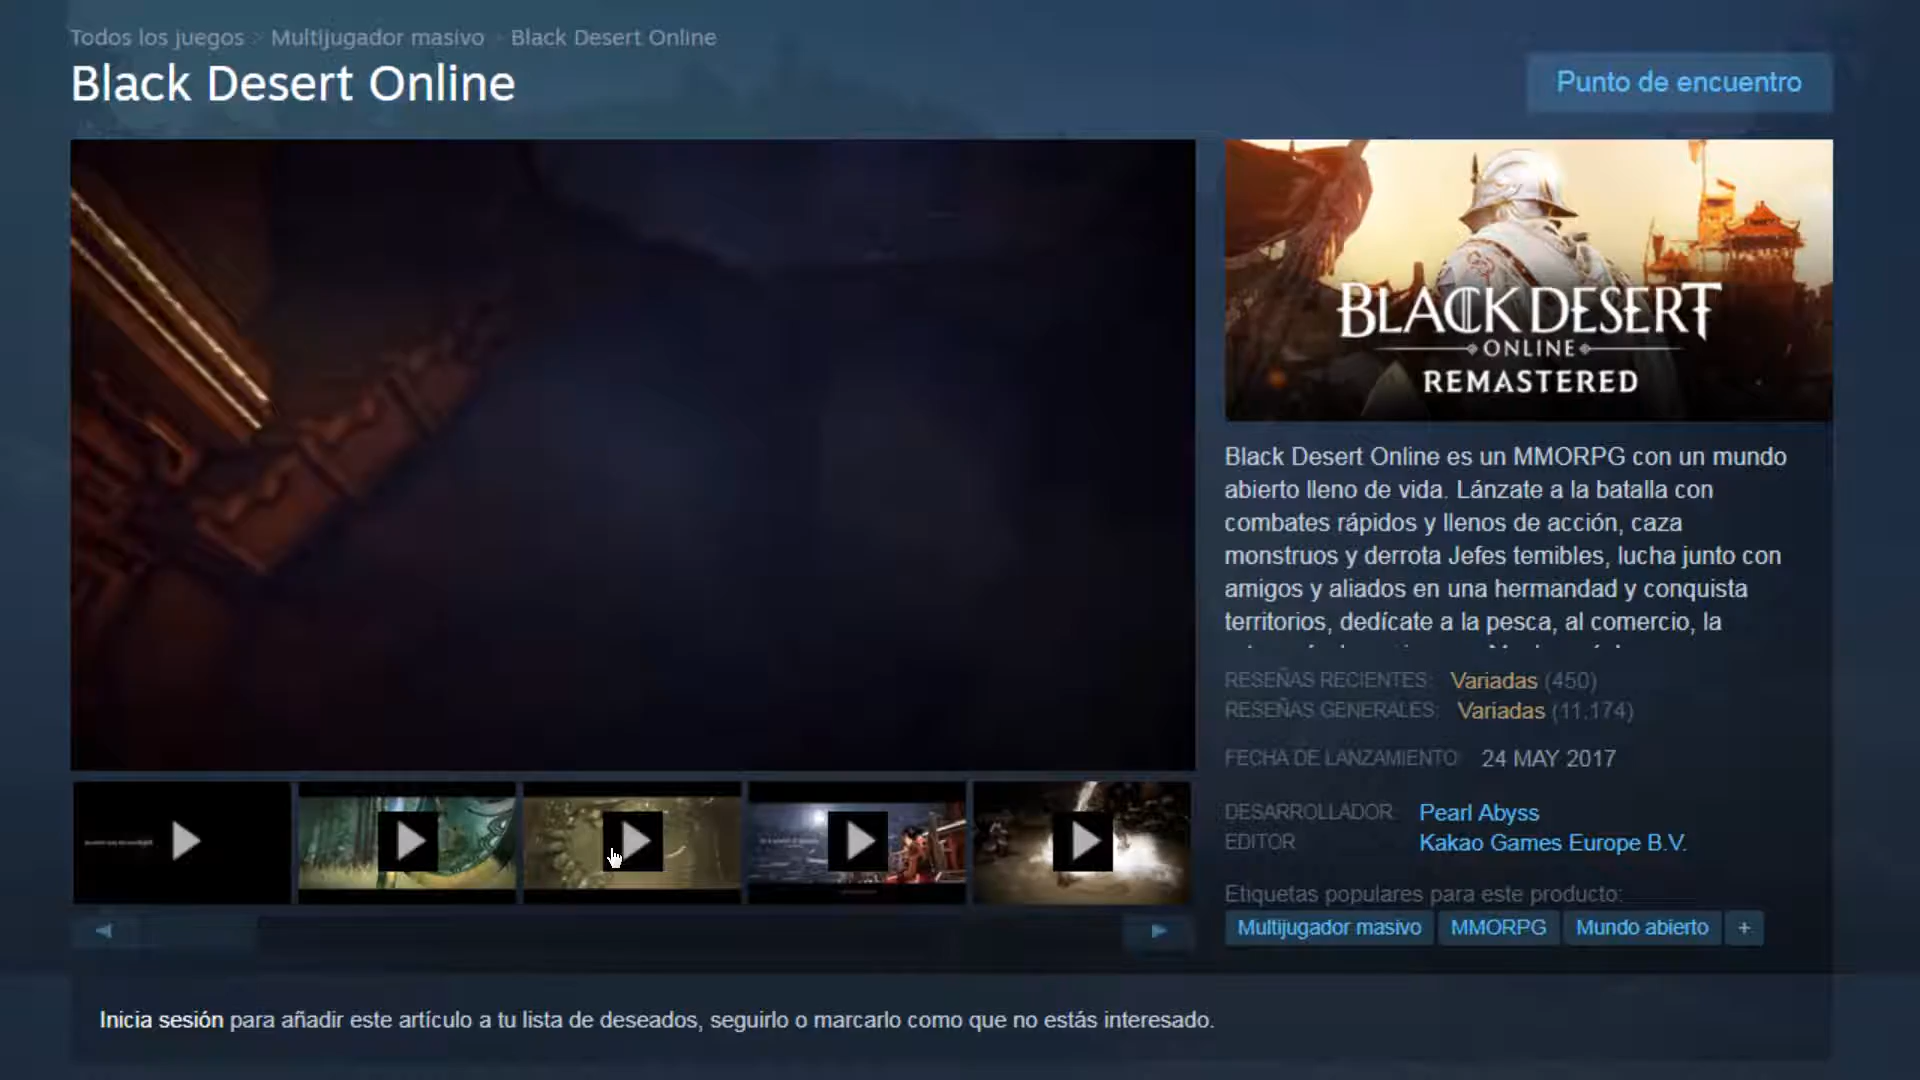 Todos los juegos > Multijugador masivo > Black Desert Online
Black Desert Online
Punto de encuentro
BLACK DESERT
ONLINE
REMASTERED
Black Desert Online es un MMORPG con un mundo
abierto lleno de vida. Lánzate a la batalla con
combates rápidos y llenos de acción, caza
monstruos y derrota Jefes temibles, lucha junto con
amigos y aliados en una hermandad y conquista
territorios, dedícate a la pesca, al comercio, la
RESEÑAS RECIENTES: Variadas (450)
RESEÑAS GENERALES: Variadas (11.174)
FECHA DE LANZAMIENTO: 24 MAY 2017
DESARROLLADOR: Pearl Abyss
EDITOR: Kakao Games Europe B.V.
Etiquetas populares para este producto:
Multijugador masivo MMORPG Mundo abierto +
Inicia sesión para añadir este artículo a tu lista de deseados, seguirlo o marcarlo como que no estás interesado.